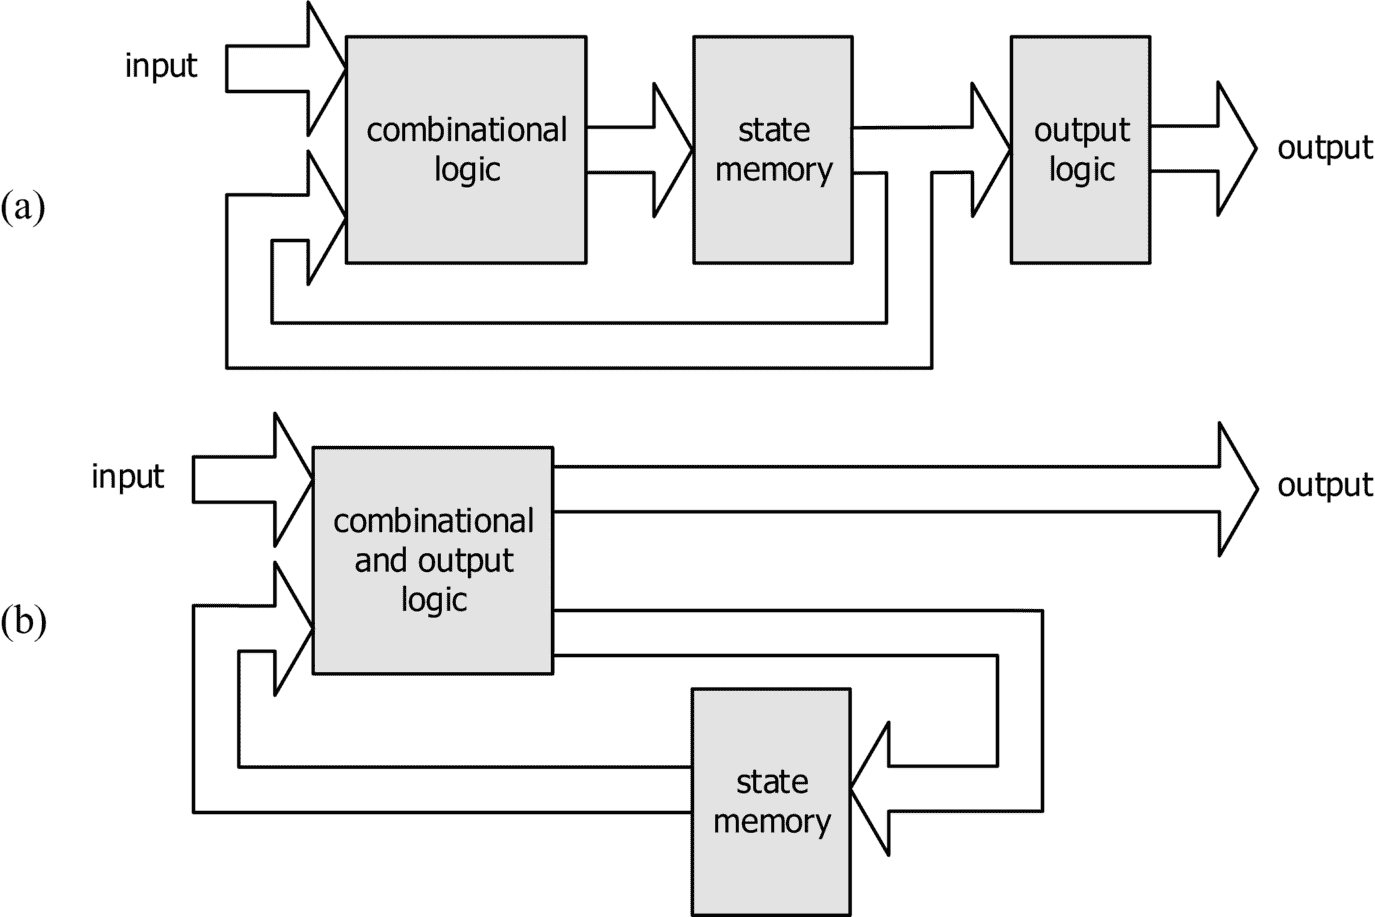 input
combinational
logic
state
memory
output
logic
output
(a)
input
combinational
and output
logic
output
(b)
state
memory